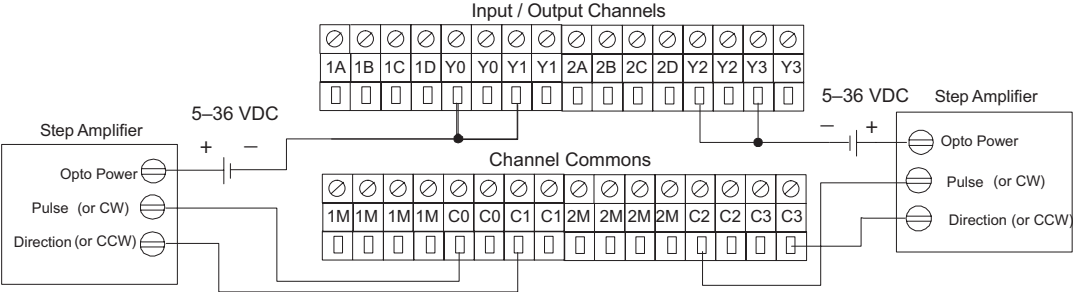 Input / Output Channels
1A 1B 1C 1D Y0 Y0 Y1 Y1 2A 2B 2C 2D Y2 Y2 Y3 Y3
5–36 VDC
+ –
Step Amplifier
Opto Power
Pulse (or CW)
Direction (or CCW)
Channel Commons
1M 1M 1M 1M C0 C0 C1 C1 2M 2M 2M 2M C2 C2 C3 C3
5–36 VDC
– +
Step Amplifier
Opto Power
Pulse (or CW)
Direction (or CCW)